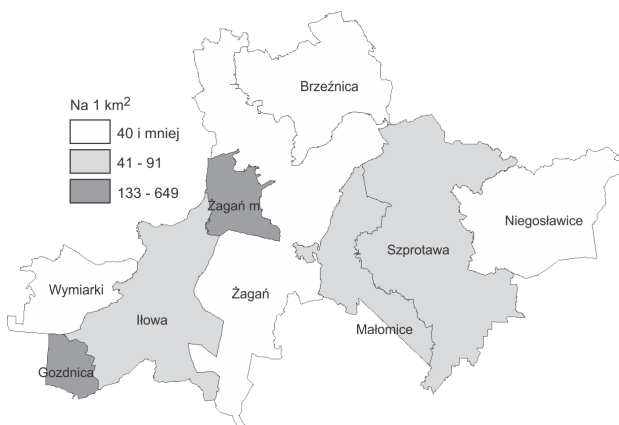 Brzeźnica
Na 1 km2
40 i mniej
41 - 91
133 - 649
Żagań m.
Niegosławice
Szprotawa
Wymiarki
Żagań
Iłowa
Małomice
Gozdnica